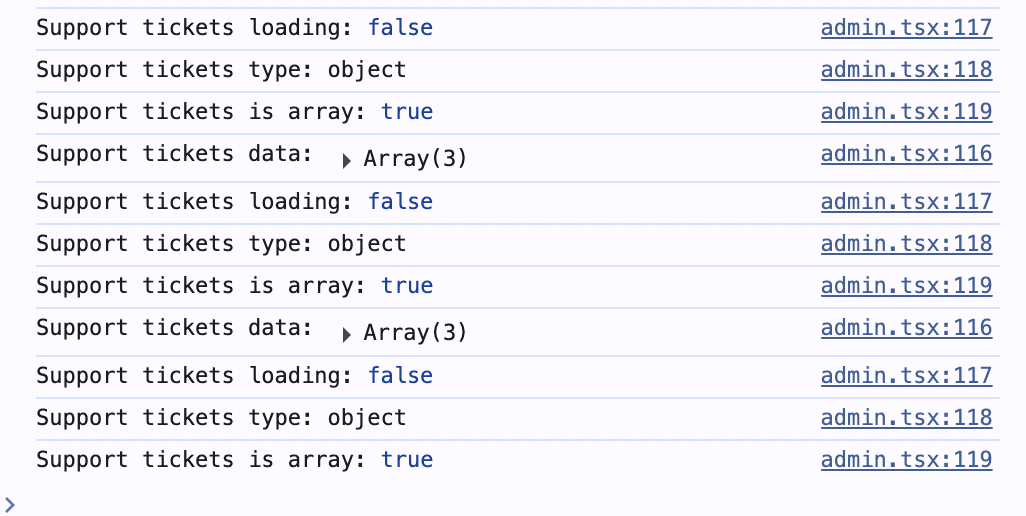 Support tickets loading: false admin.tsx:117
Support tickets type: object admin.tsx:118
Support tickets is array: true admin.tsx:119
Support tickets data: ▶ Array(3) admin.tsx:116
Support tickets loading: false admin.tsx:117
Support tickets type: object admin.tsx:118
Support tickets is array: true admin.tsx:119
Support tickets data: ▶ Array(3) admin.tsx:116
Support tickets loading: false admin.tsx:117
Support tickets type: object admin.tsx:118
Support tickets is array: true admin.tsx:119
>